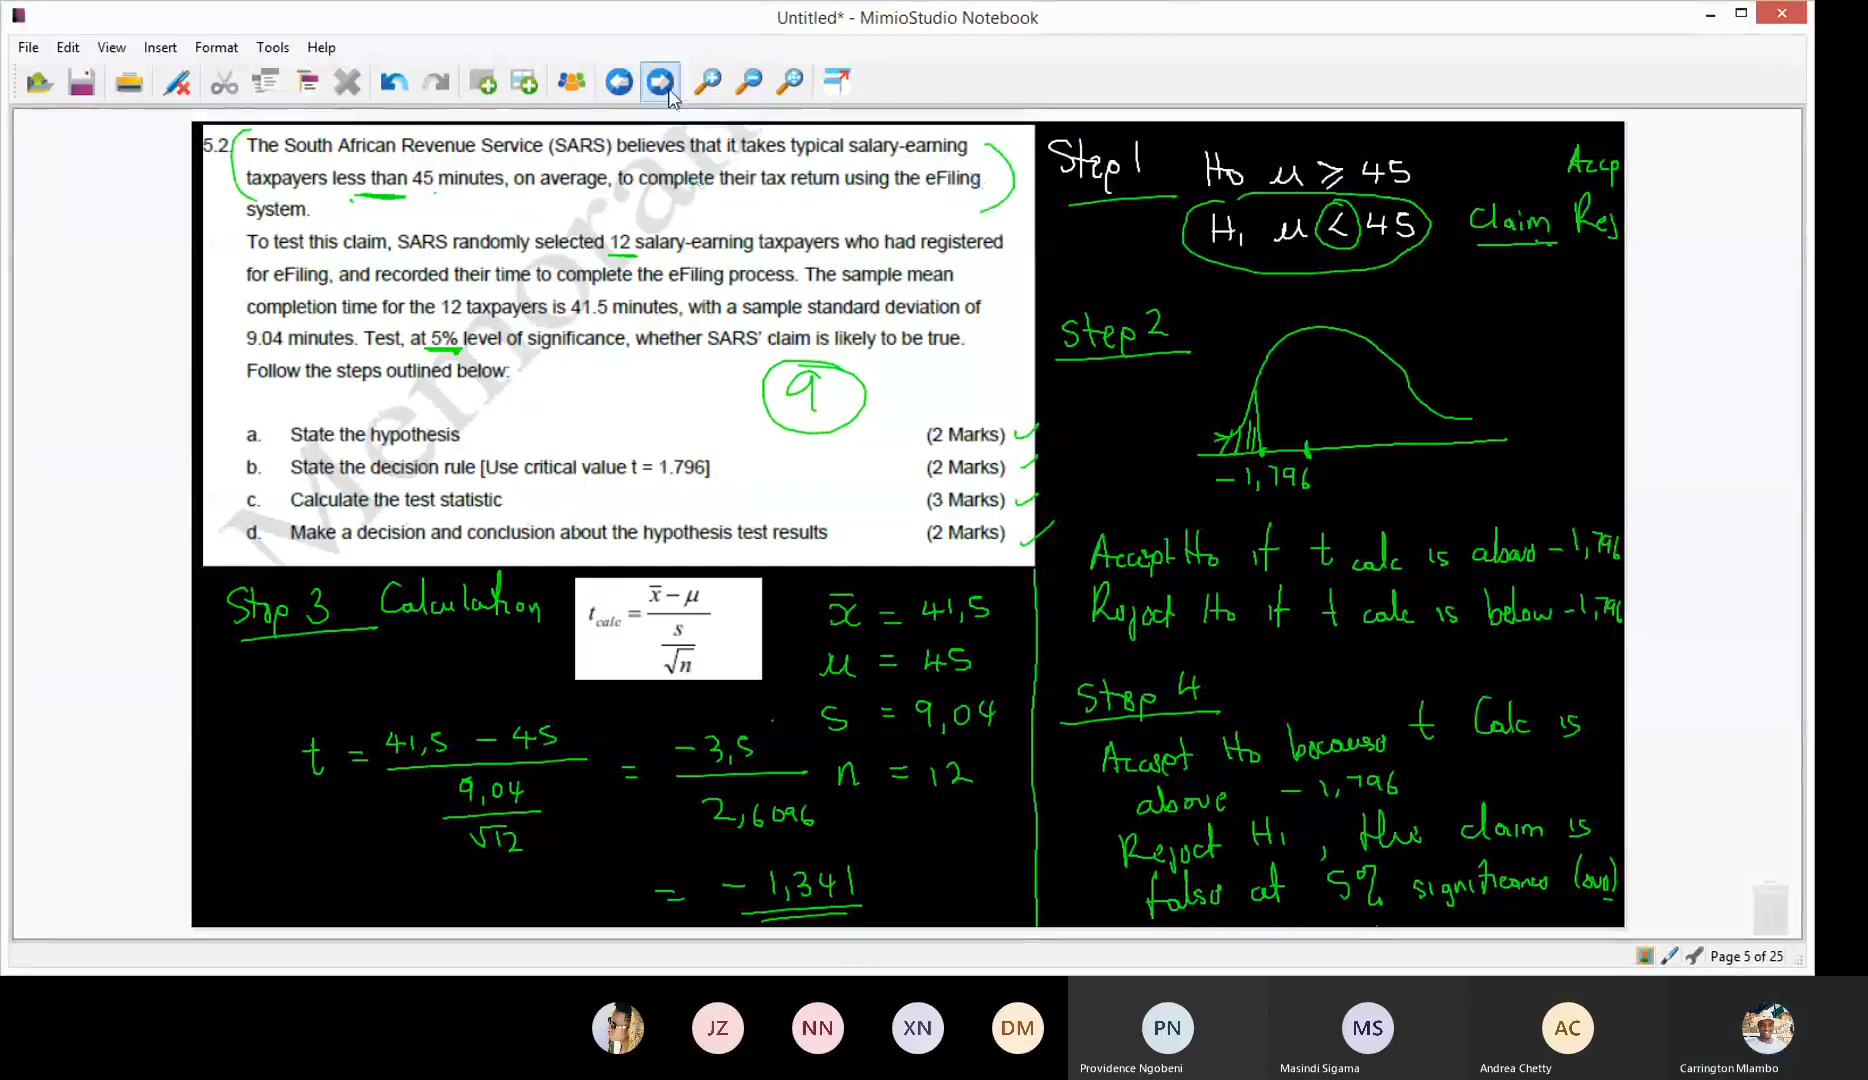 Untitled* - MimioStudio Notebook
File Edit View Insert Format Tools Help
5.2. The South African Revenue Service (SARS) believes that it takes typical salary-earning
taxpayers less than 45 minutes, on average, to complete their tax return using the eFiling
system.
To test this claim, SARS randomly selected 12 salary-earning taxpayers who had registered
for eFiling, and recorded their time to complete the eFiling process. The sample mean
completion time for the 12 taxpayers is 41.5 minutes, with a sample standard deviation of
9.04 minutes. Test, at 5% level of significance, whether SARS' claim is likely to be true.
Follow the steps outlined below:
9
a. State the hypothesis (2 Marks)
b. State the decision rule [Use critical value t = 1.796] (2 Marks)
c. Calculate the test statistic (3 Marks)
d. Make a decision and conclusion about the hypothesis test results (2 Marks)
Memoran
Step 1 H₀ μ ≥ 45 Accp
H₁ μ < 45 Claim Rej
Step 2
-1,796
Accept H₀ if t calc is above -1,796
Reject H₀ if t calc is below -1,796
Step 3 Calculation
t_calc = (x̄ − μ) / (s / √n)
x̄ = 41,5
μ = 45
s = 9,04
n = 12
t = (41,5 − 45) / (9,04 / √12) = −3,5 / 2,6096
= −1,341
Step 4
Accept H₀ because t Calc is
above −1,796
Reject H₁, the claim is
false at 5% significance
Page 5 of 25
JZ NN XN DM PN MS AC
Providence Ngobeni Masindi Sigama Andrea Chetty Carrington Mlambo